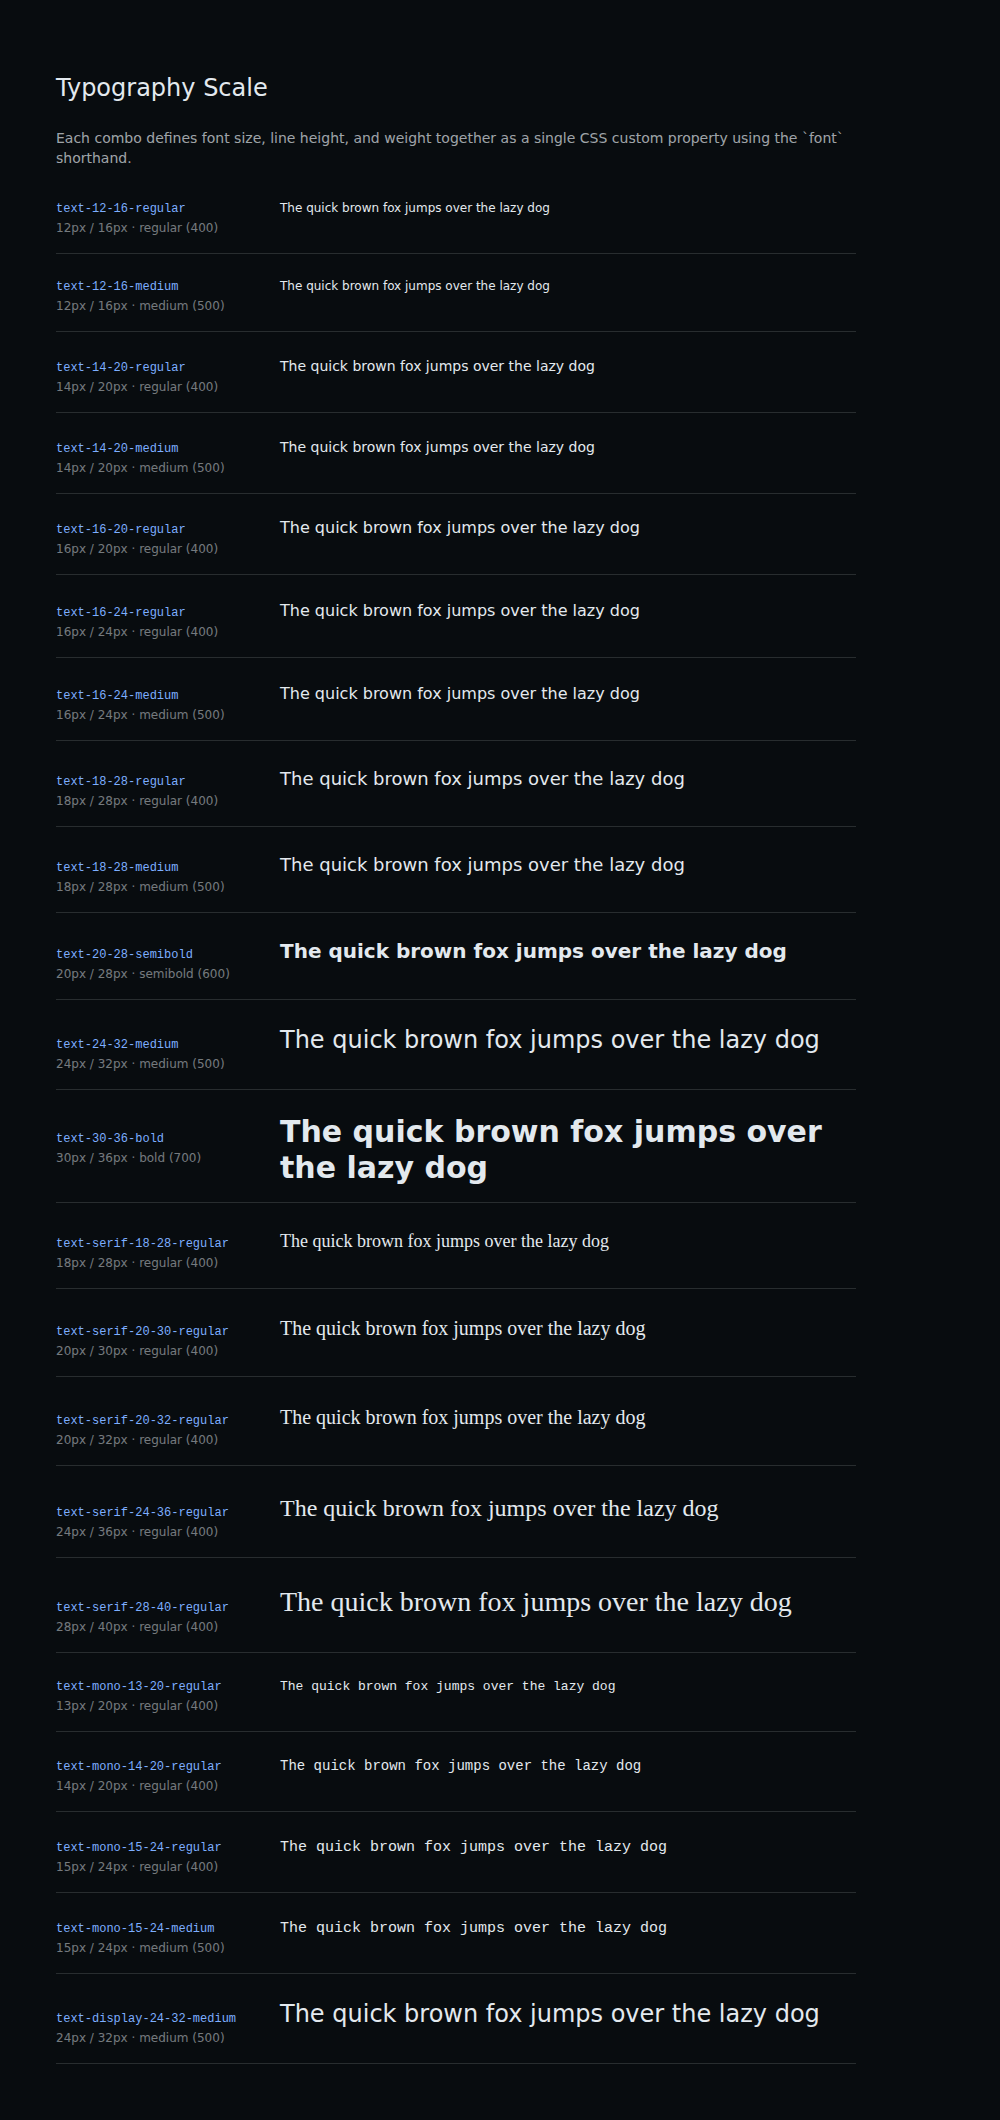 Typography Scale
Each combo defines font size, line height, and weight together as a single CSS custom property using the `font`
shorthand.
text-12-16-regular
The quick brown fox jumps over the lazy dog
12px / 16px · regular (400)
text-12-16-medium
The quick brown fox jumps over the lazy dog
12px / 16px · medium (500)
text-14-20-regular
The quick brown fox jumps over the lazy dog
14px / 20px · regular (400)
text-14-20-medium
The quick brown fox jumps over the lazy dog
14px / 20px · medium (500)
text-16-20-regular
The quick brown fox jumps over the lazy dog
16px / 20px · regular (400)
text-16-24-regular
The quick brown fox jumps over the lazy dog
16px / 24px · regular (400)
text-16-24-medium
The quick brown fox jumps over the lazy dog
16px / 24px · medium (500)
text-18-28-regular
The quick brown fox jumps over the lazy dog
18px / 28px · regular (400)
text-18-28-medium
The quick brown fox jumps over the lazy dog
18px / 28px · medium (500)
text-20-28-semibold
The quick brown fox jumps over the lazy dog
20px / 28px · semibold (600)
text-24-32-medium
The quick brown fox jumps over the lazy dog
24px / 32px · medium (500)
text-30-36-bold
30px / 36px · bold (700)
The quick brown fox jumps over
the lazy dog
text-serif-18-28-regular
The quick brown fox jumps over the lazy dog
18px / 28px · regular (400)
text-serif-20-30-regular
The quick brown fox jumps over the lazy dog
20px / 30px · regular (400)
text-serif-20-32-regular
The quick brown fox jumps over the lazy dog
20px / 32px · regular (400)
text-serif-24-36-regular
The quick brown fox jumps over the lazy dog
24px / 36px · regular (400)
text-serif-28-40-regular
The quick brown fox jumps over the lazy dog
28px / 40px · regular (400)
text-mono-13-20-regular
The quick brown fox jumps over the lazy dog
13px / 20px · regular (400)
text-mono-14-20-regular
The quick brown fox jumps over the lazy dog
14px / 20px · regular (400)
text-mono-15-24-regular
The quick brown fox jumps over the lazy dog
15px / 24px · regular (400)
text-mono-15-24-medium
The quick brown fox jumps over the lazy dog
15px / 24px · medium (500)
text-display-24-32-medium
The quick brown fox jumps over the lazy dog
24px / 32px · medium (500)